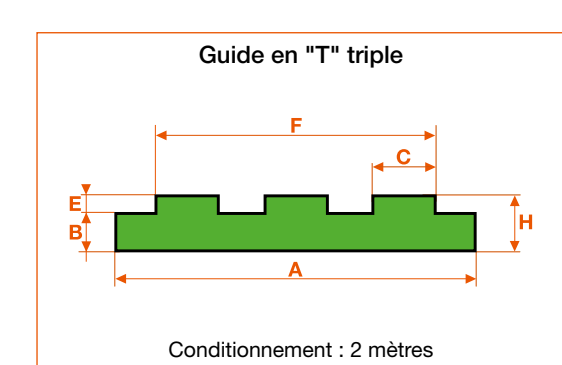 Guide en "T" triple
F
C
E
B
H
A
Conditionnement : 2 mètres